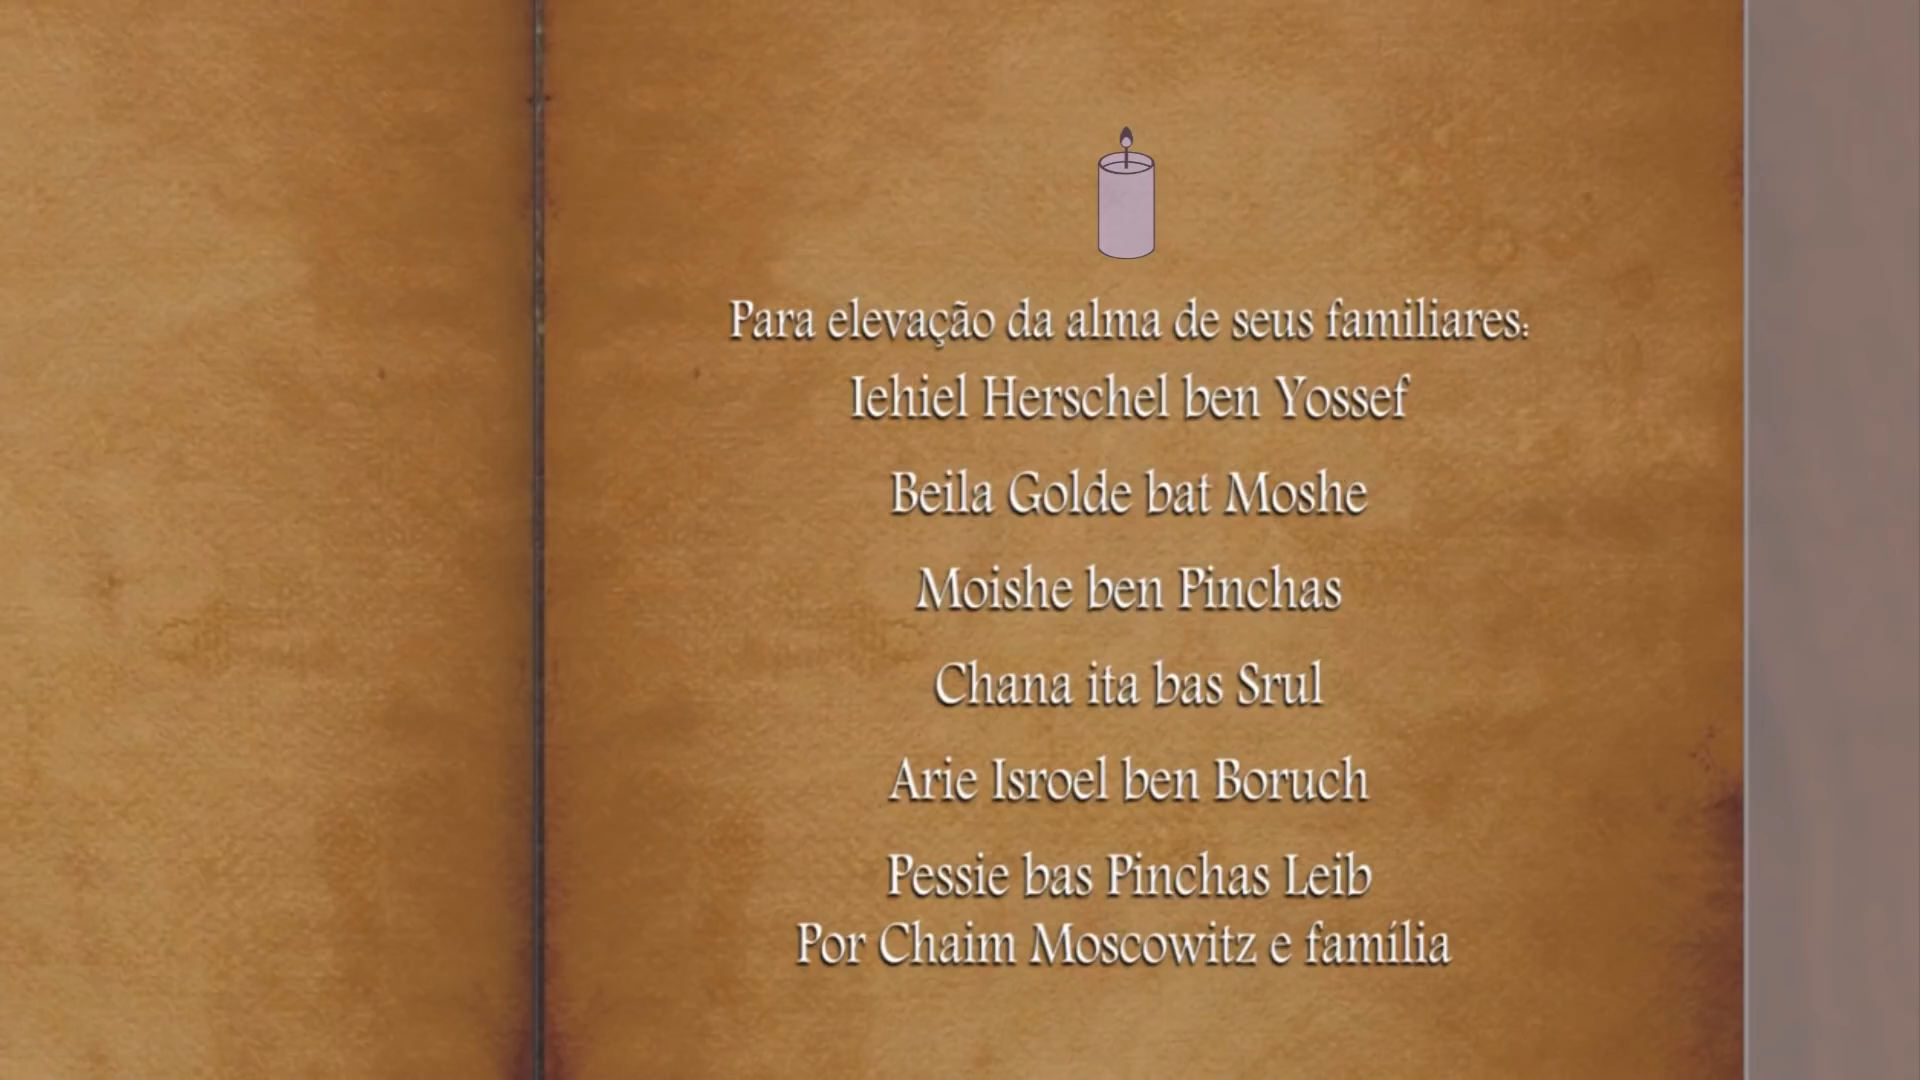 Para elevação da alma de seus familiares:
Iehiel Herschel ben Yossef
Beila Golde bat Moshe
Moishe ben Pinchas
Chana ita bas Srul
Arie Isroel ben Boruch
Pessie bas Pinchas Leib
Por Chaim Moscowitz e família